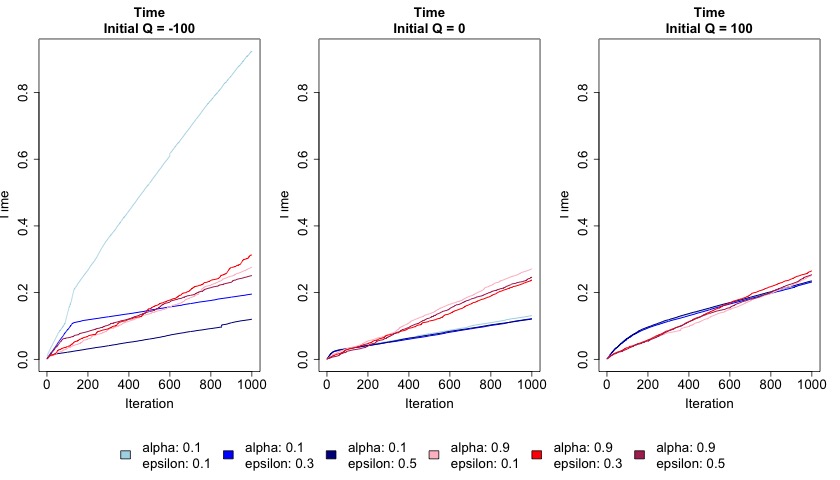 Time
Initial Q = -100
Time
Initial Q = 0
Time
Initial Q = 100
Time
0.0 0.2 0.4 0.6 0.8
0 200 400 600 800 1000
Iteration
Time
0.0 0.2 0.4 0.6 0.8
0 200 400 600 800 1000
Iteration
Time
0.0 0.2 0.4 0.6 0.8
0 200 400 600 800 1000
Iteration
alpha: 0.1
epsilon: 0.1
alpha: 0.1
epsilon: 0.3
alpha: 0.1
epsilon: 0.5
alpha: 0.9
epsilon: 0.1
alpha: 0.9
epsilon: 0.3
alpha: 0.9
epsilon: 0.5